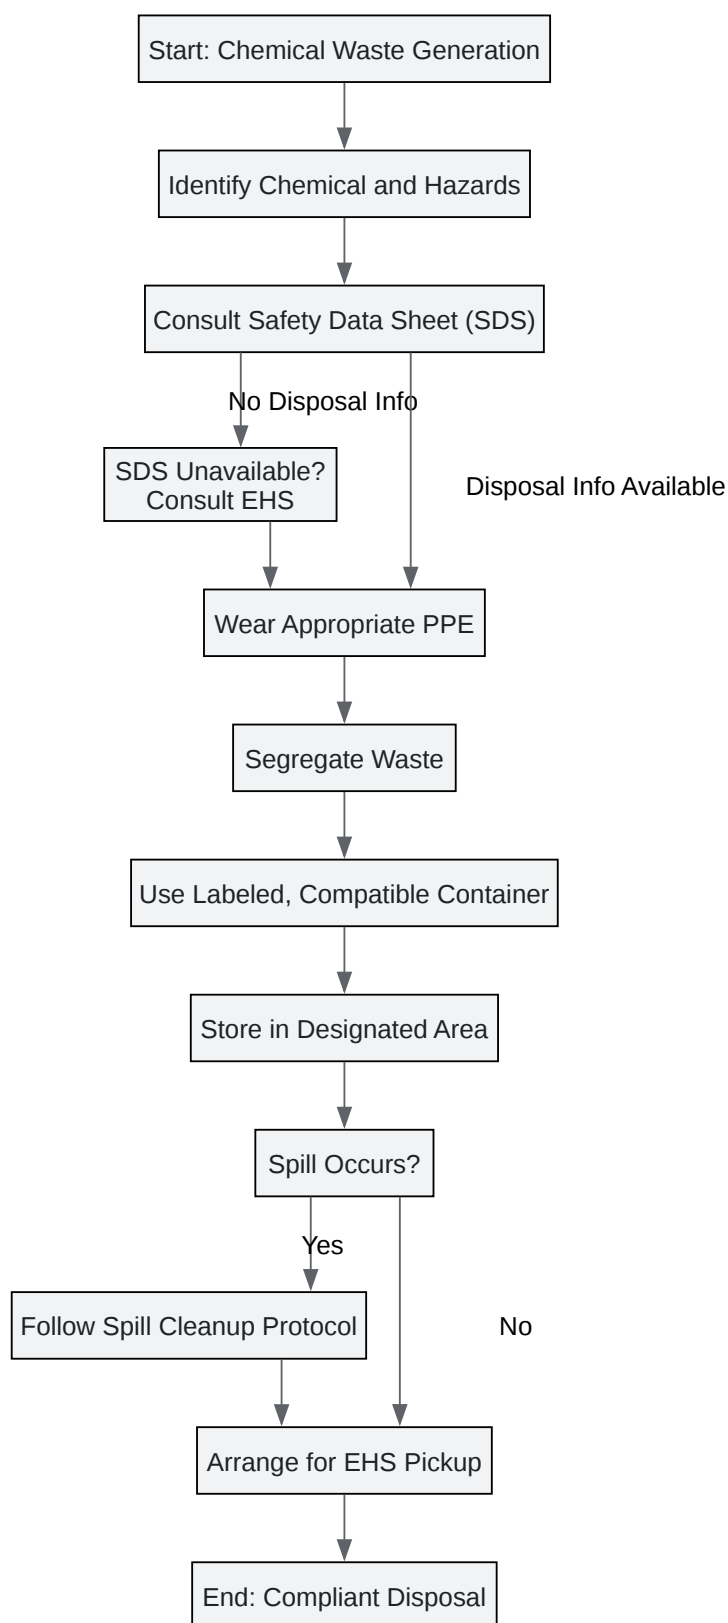 Start: Chemical Waste Generation
Identify Chemical and Hazards
Consult Safety Data Sheet (SDS)
No Disposal Info
SDS Unavailable?
Consult EHS
Disposal Info Available
Wear Appropriate PPE
Segregate Waste
Use Labeled, Compatible Container
Store in Designated Area
Spill Occurs?
Yes
Follow Spill Cleanup Protocol
No
Arrange for EHS Pickup
End: Compliant Disposal